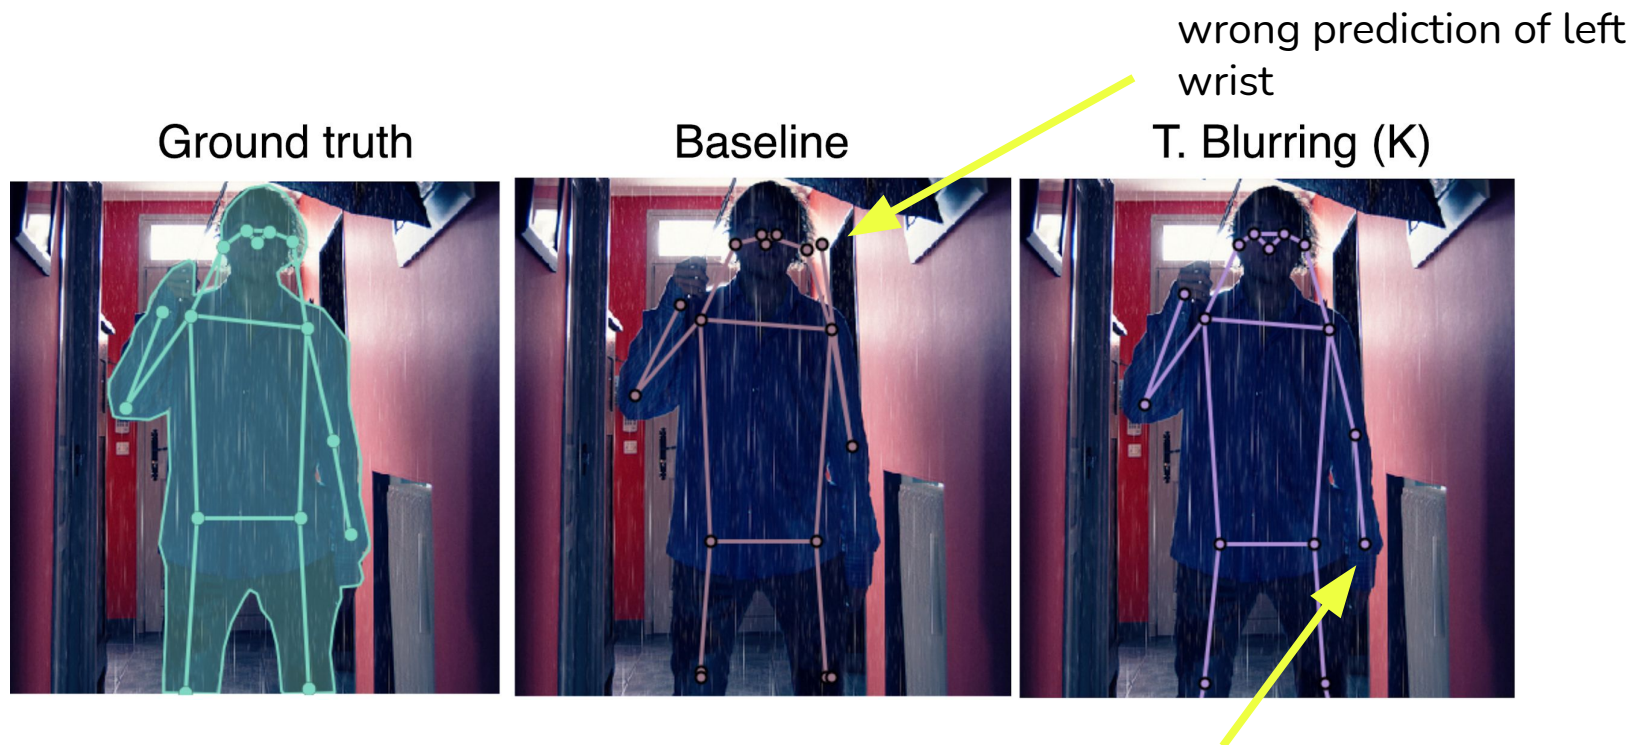 wrong prediction of left
wrist
Ground truth
Baseline
T. Blurring (K)